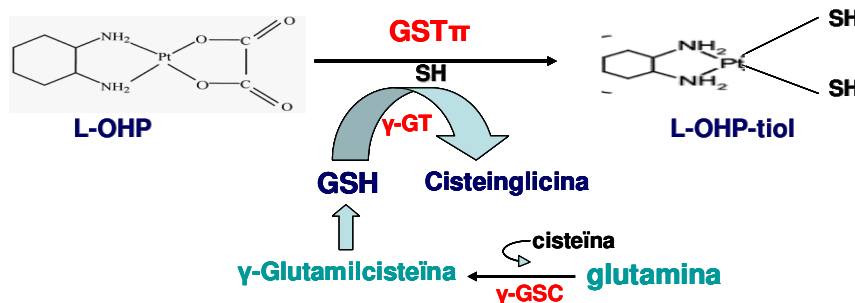 GSTπ
SH
NH₂
Pt
NH₂
O
O
C
C
O
O
NH₂
NH₂
Pt
SH
SH
L-OHP
L-OHP-tiol
γ-GT
GSH
Cisteinglicina
cisteïna
γ-Glutamilcisteïna
glutamina
γ-GSC